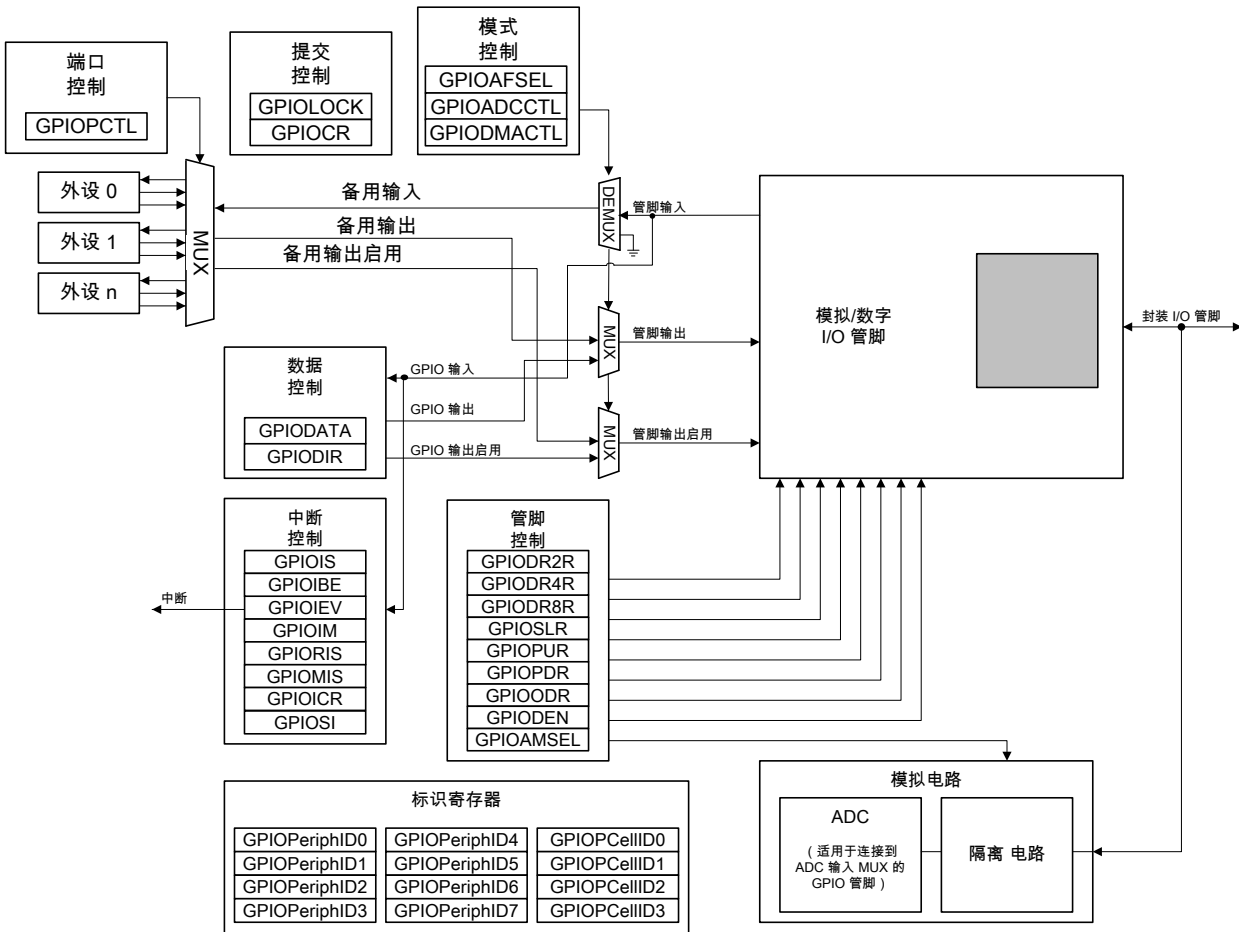 端口
控制
GPIOPCTL
提交
控制
GPIOLOCK
GPIOCR
模式
控制
GPIOAFSEL
GPIOADCCTL
GPIODMACTL
外设 0
外设 1
外设 n
MUX
备用输入
备用输出
备用输出启用
DEMUX
管脚输入
MUX
管脚输出
MUX
管脚输出启用
模拟/数字
I/O 管脚
封装 I/O 管脚
数据
控制
GPIODATA
GPIODIR
GPIO 输入
GPIO 输出
GPIO 输出启用
中断
控制
GPIOIS
GPIOIBE
GPIOIEV
GPIOIM
GPIORIS
GPIOMIS
GPIOICR
GPIOSI
中断
管脚
控制
GPIODR2R
GPIODR4R
GPIODR8R
GPIOSLR
GPIOPUR
GPIOPDR
GPIOODR
GPIODEN
GPIOAMSEL
模拟电路
ADC
（适用于连接到
ADC 输入 MUX 的
GPIO 管脚）
隔离 电路
标识寄存器
GPIOPeriphID0
GPIOPeriphID1
GPIOPeriphID2
GPIOPeriphID3
GPIOPeriphID4
GPIOPeriphID5
GPIOPeriphID6
GPIOPeriphID7
GPIOPCellID0
GPIOPCellID1
GPIOPCellID2
GPIOPCellID3